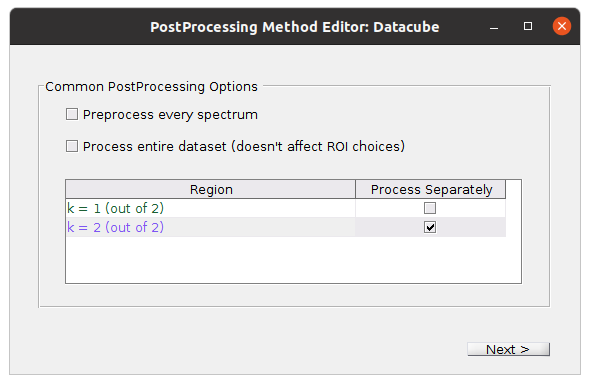 PostProcessing Method Editor: Datacube
Common PostProcessing Options
Preprocess every spectrum
Process entire dataset (doesn't affect ROI choices)
Region Process Separately
k = 1 (out of 2)
k = 2 (out of 2)
Next >